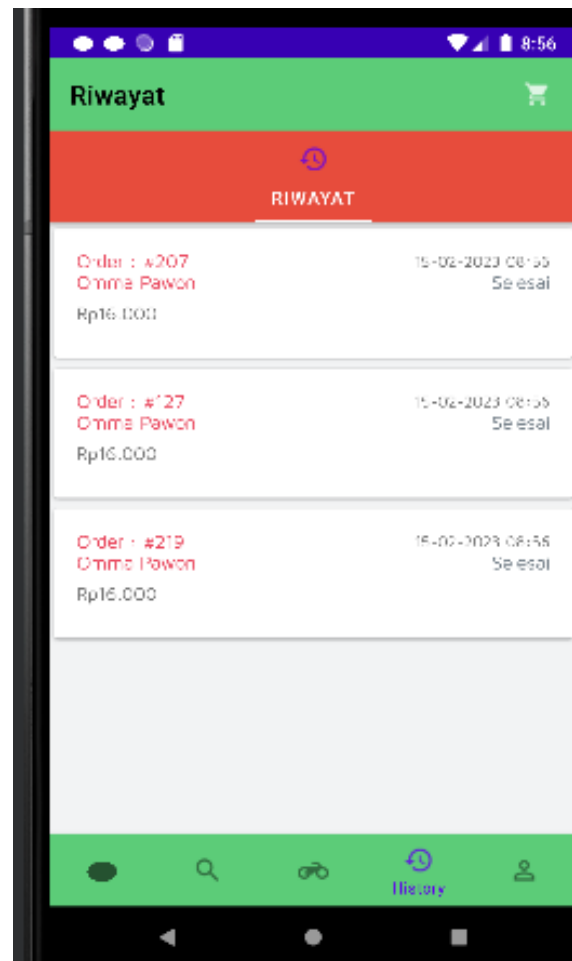 8:56
Riwayat
RIWAYAT
Order : #207
15-02-2023 08:56
Omma Pawon
Selesai
Rp16.000
Order : #127
15-02-2023 08:56
Omma Pawon
Selesai
Rp16.000
Order : #219
15-02-2023 08:56
Omma Pawon
Selesai
Rp16.000
History